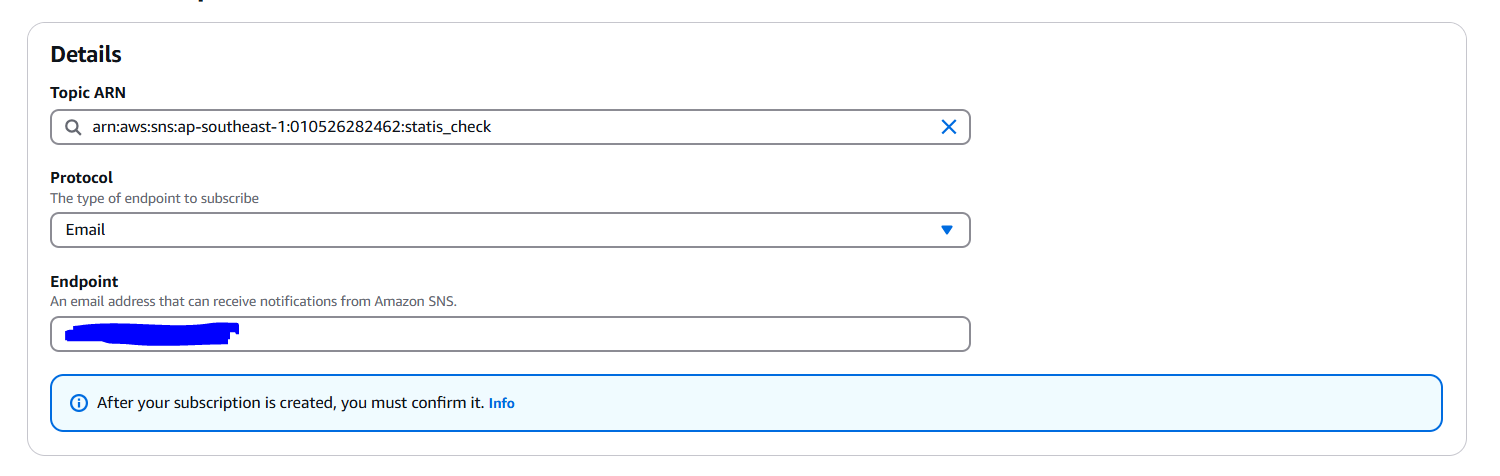 Details
Topic ARN
arn:aws:sns:ap-southeast-1:010526282462:statis_check
Protocol
The type of endpoint to subscribe
Email
Endpoint
An email address that can receive notifications from Amazon SNS.
After your subscription is created, you must confirm it. Info